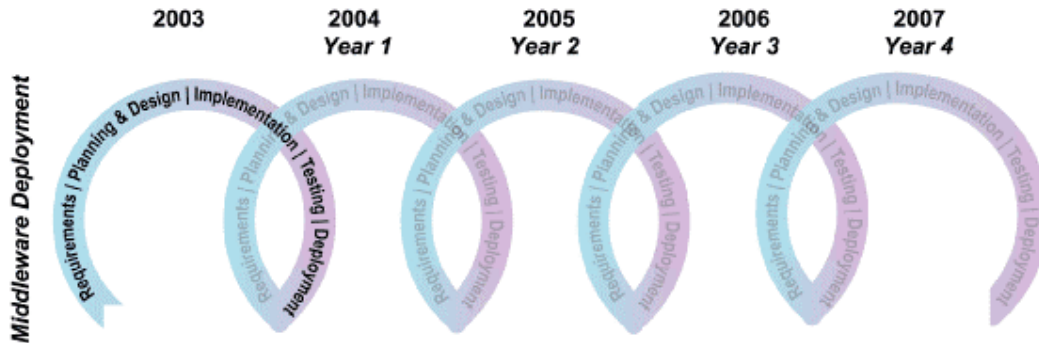 2003
2004
Year 1
2005
Year 2
2006
Year 3
2007
Year 4
Middleware Deployment
Requirements | Planning & Design | Implementation | Testing | Deployment
Requirements | Planning & Design | Implementation | Testing | Deployment
Requirements | Planning & Design | Implementation | Testing | Deployment
Requirements | Planning & Design | Implementation | Testing | Deployment
Requirements | Planning & Design | Implementation | Testing | Deployment